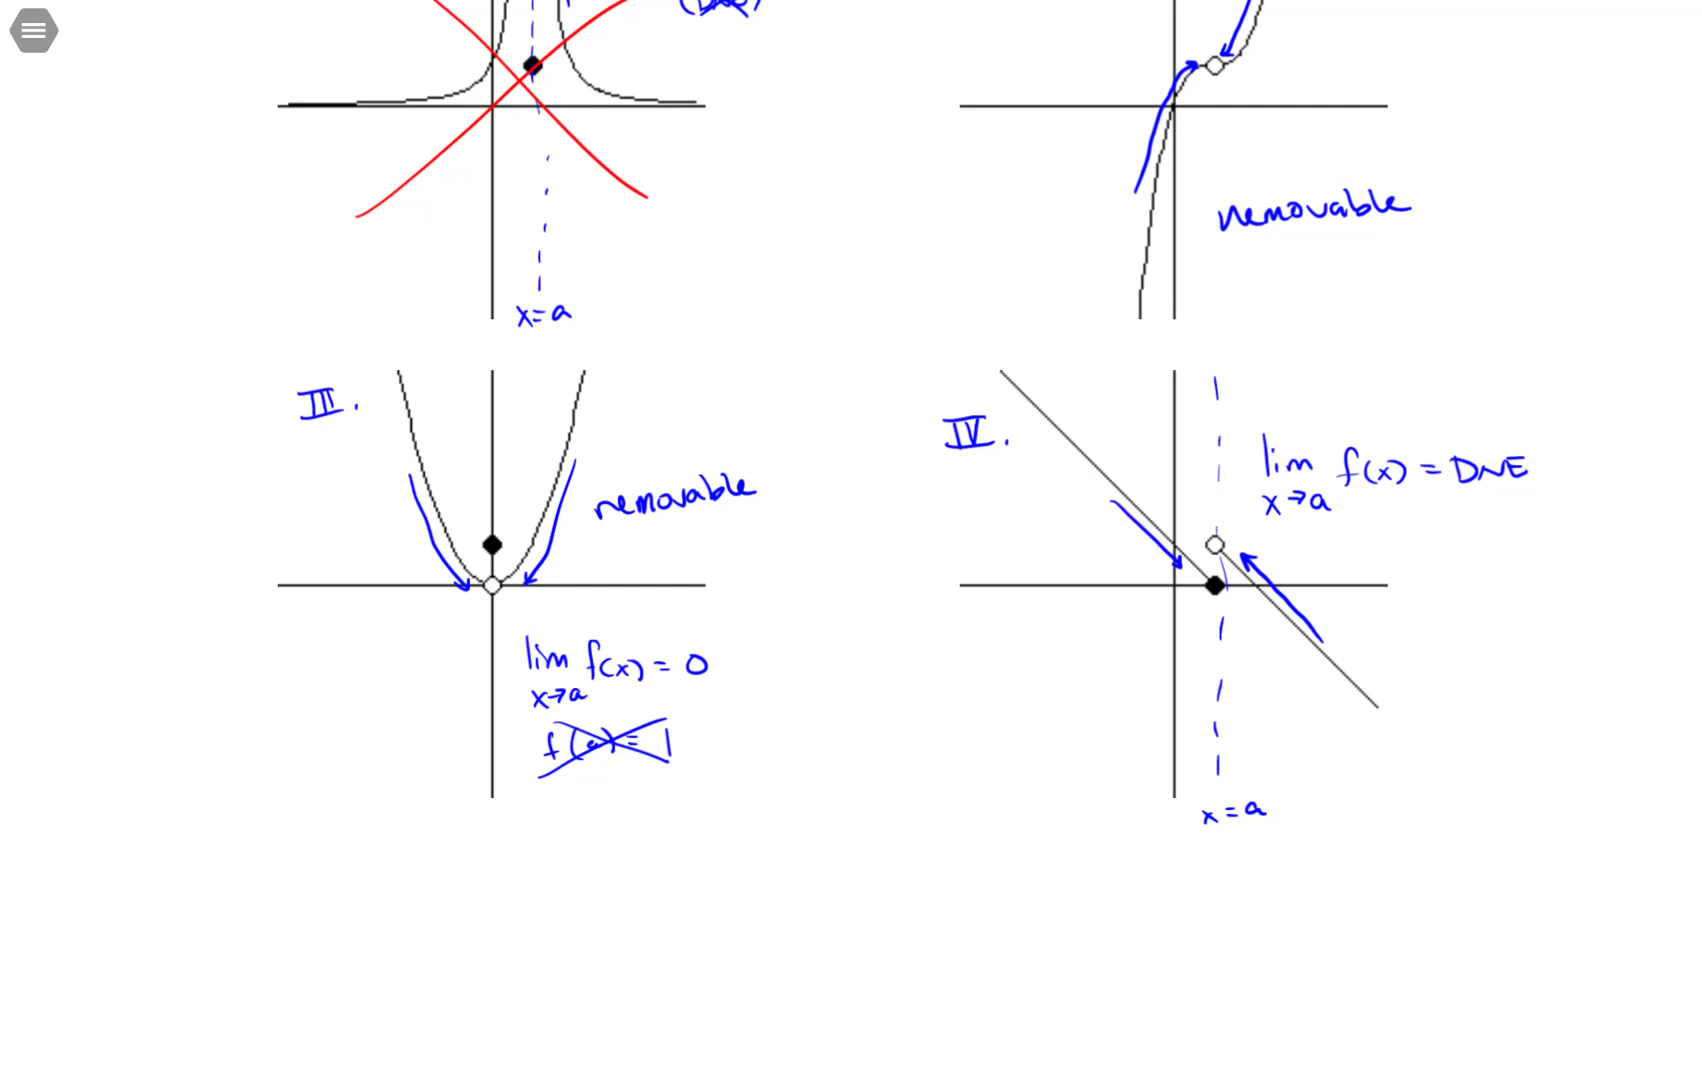 removable
x=a
III.
removable
lim f(x) = 0
x→a
f(a) = 1
IV.
lim f(x) = DNE
x→a
x=a